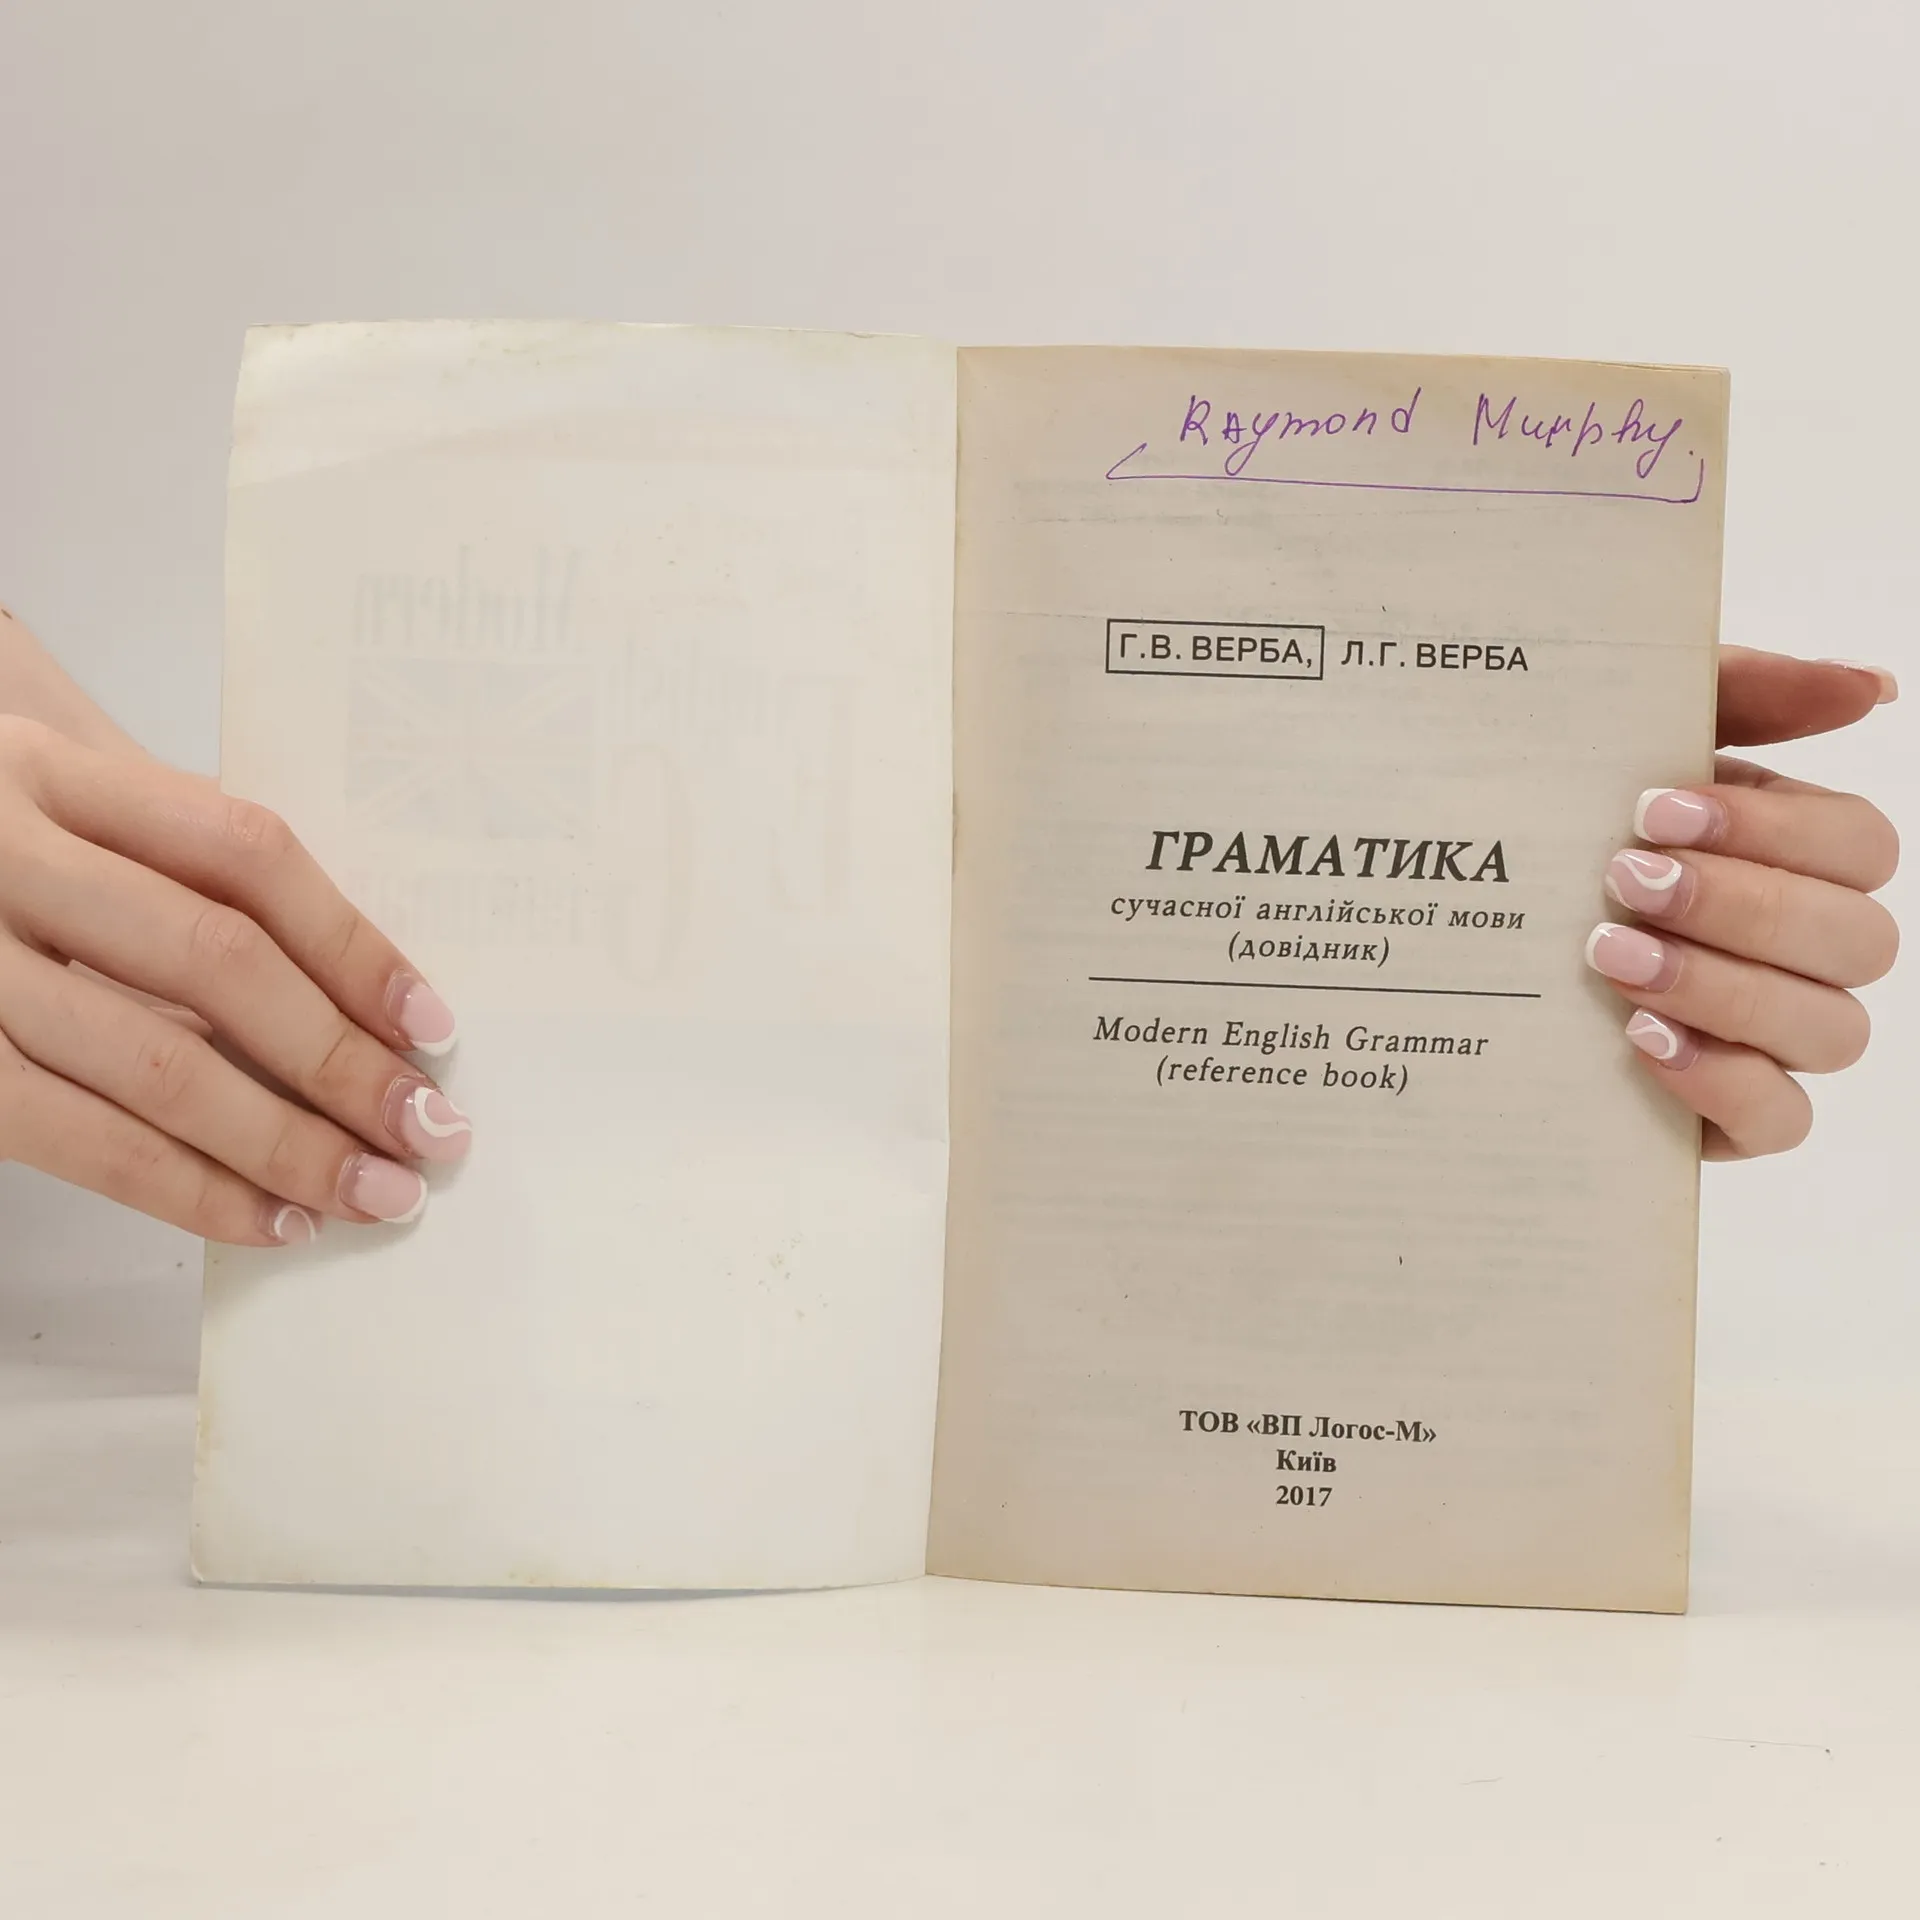 Raymond Murphy.
Г.В. ВЕРБА, Л.Г. ВЕРБА
ГРАМАТИКА
сучасної англійської мови
(довідник)
Modern English Grammar
(reference book)
ТОВ «ВП Логос-М»
Київ
2017